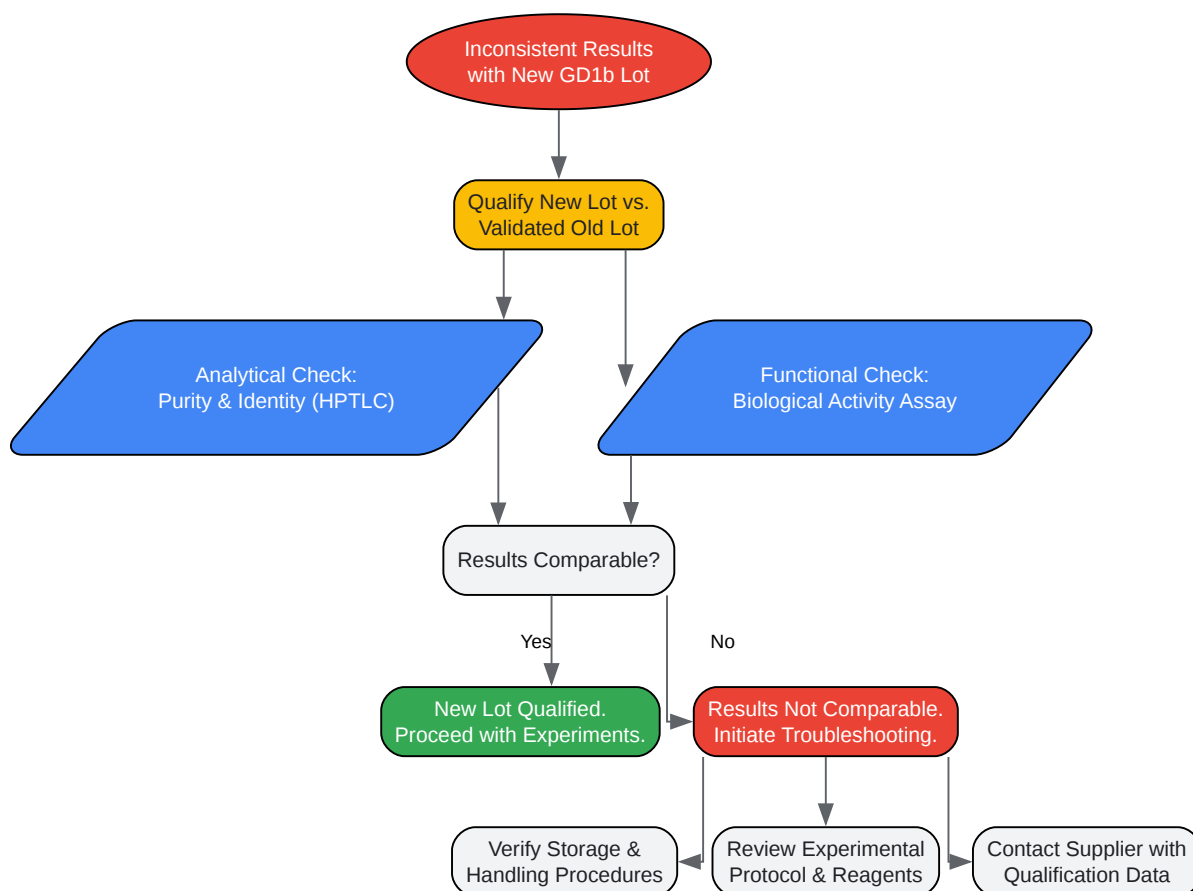 Inconsistent Results
with New GD1b Lot
Qualify New Lot vs.
Validated Old Lot
Analytical Check:
Purity & Identity (HPTLC)
Functional Check:
Biological Activity Assay
Results Comparable?
Yes
No
New Lot Qualified.
Proceed with Experiments.
Results Not Comparable.
Initiate Troubleshooting.
Verify Storage &
Handling Procedures
Review Experimental
Protocol & Reagents
Contact Supplier with
Qualification Data